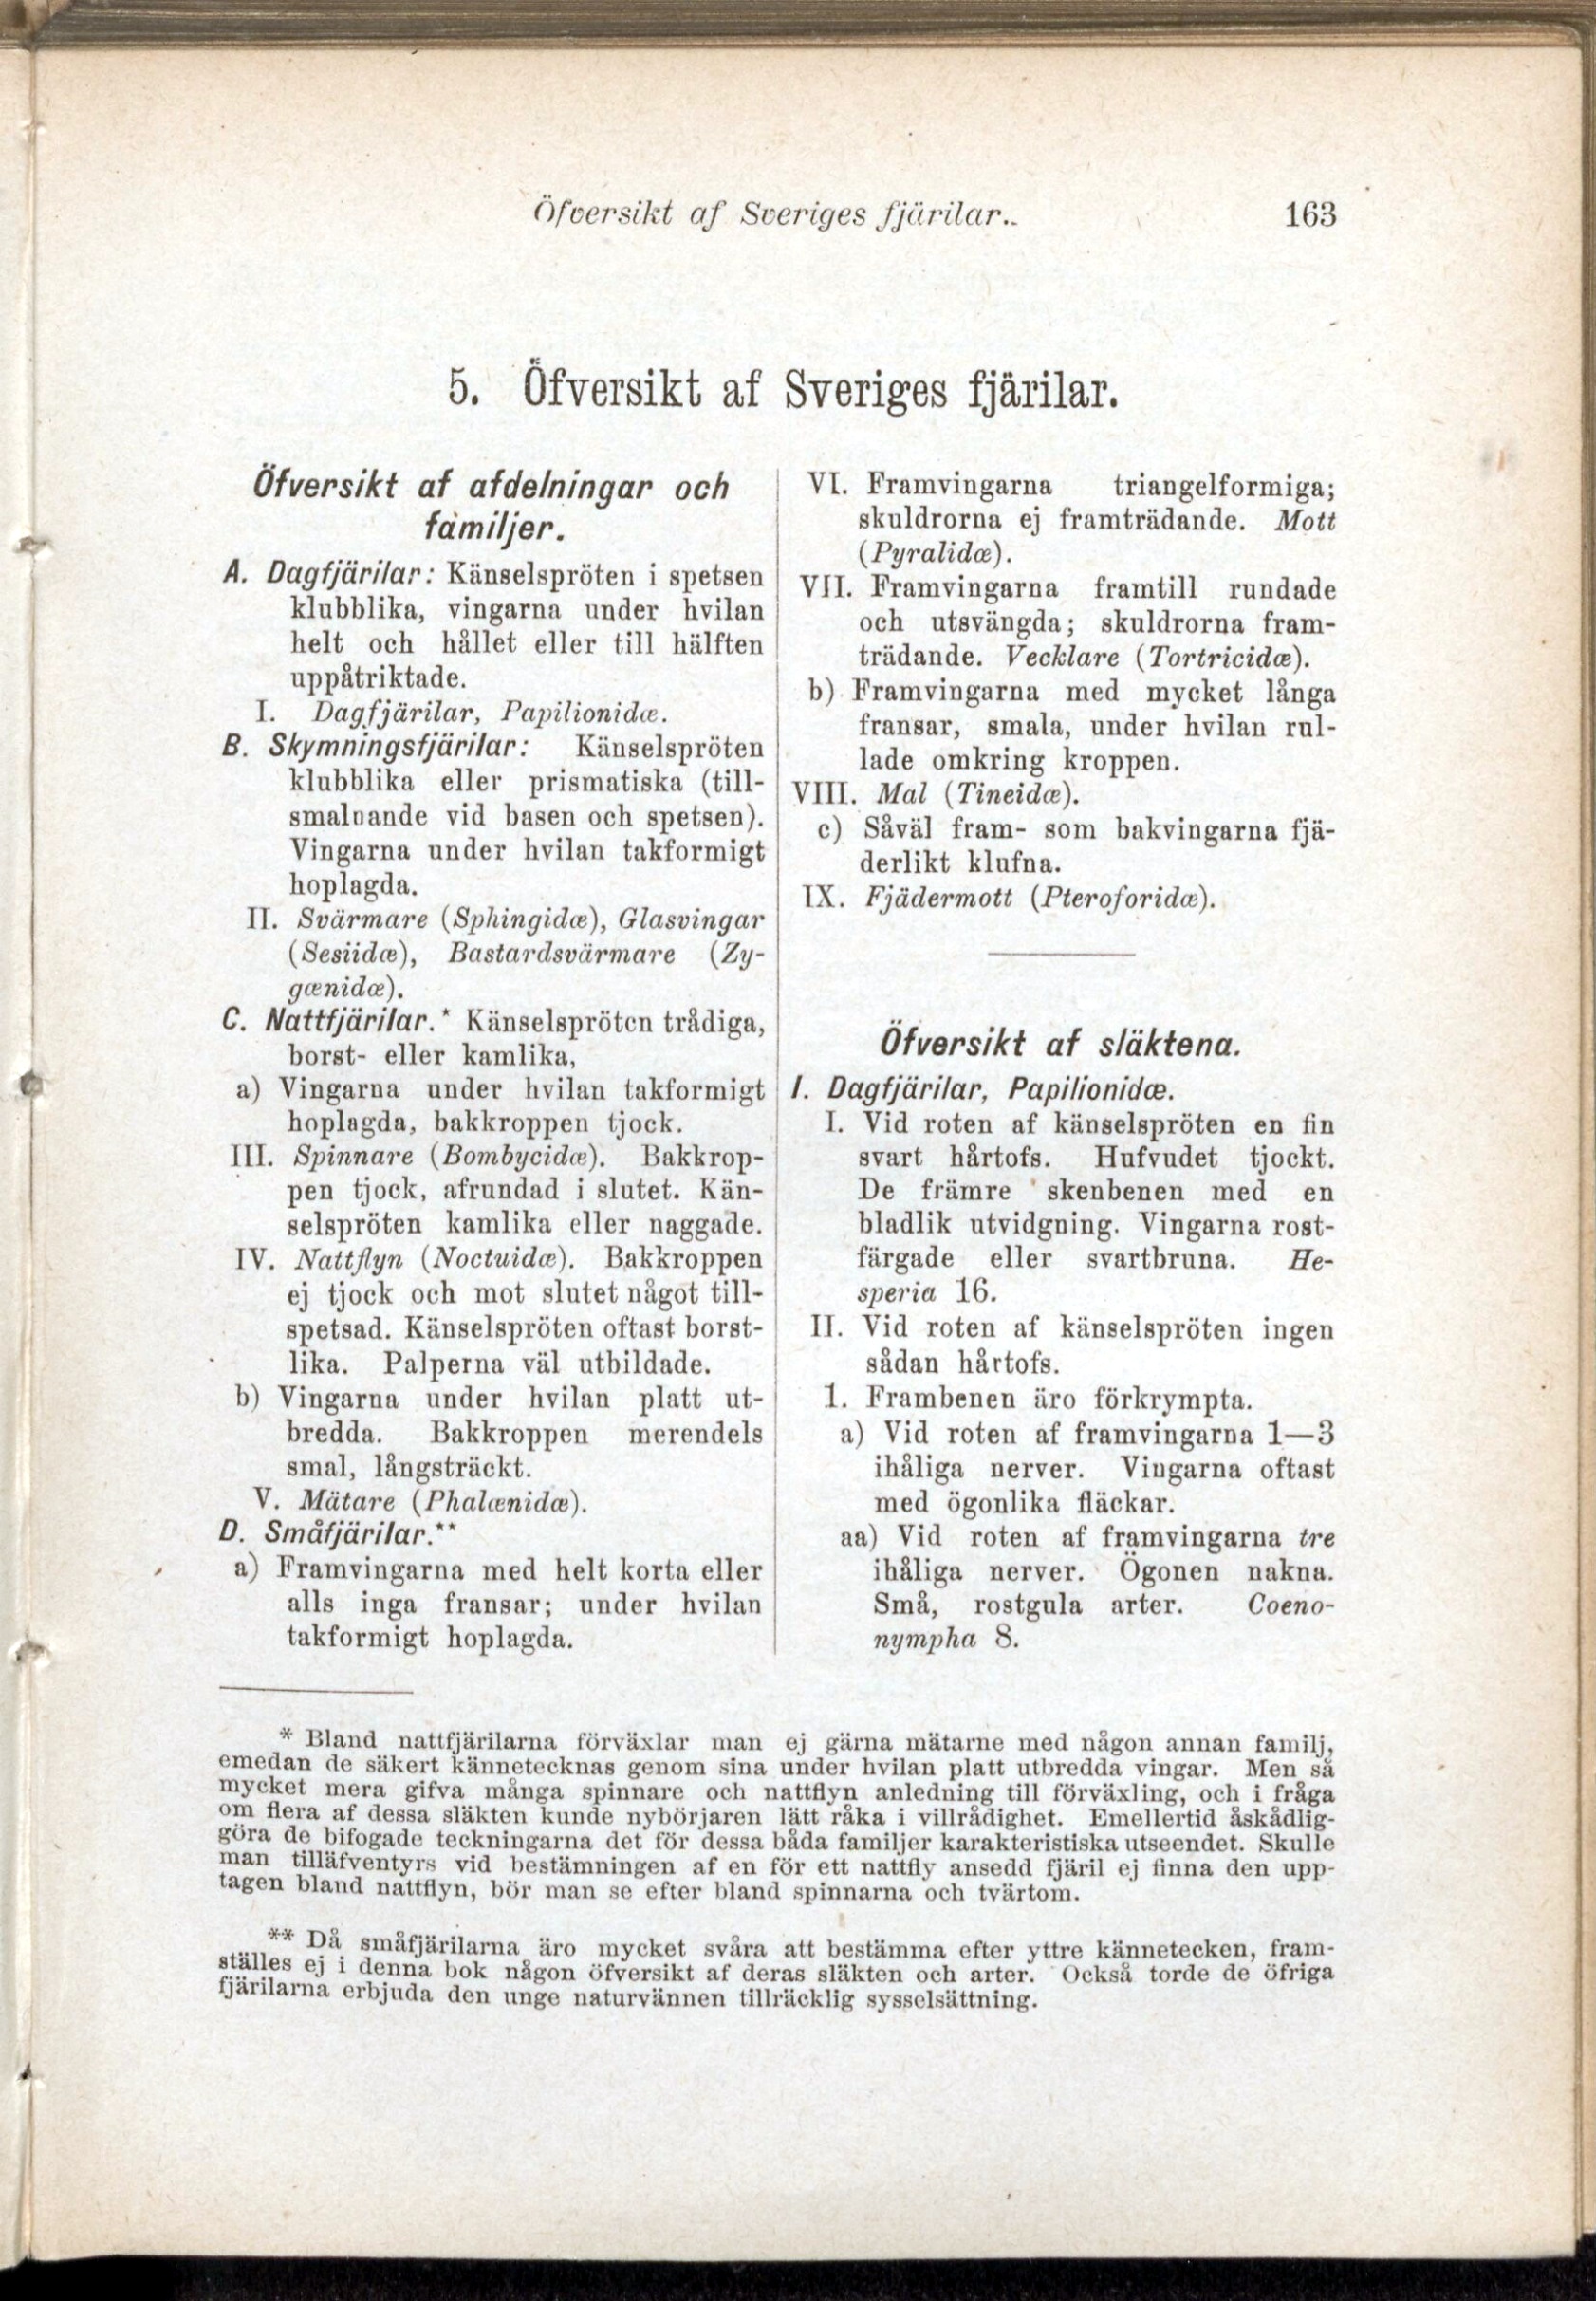 Öfversikt af Sveriges fjärilar.
163
5. Öfversikt af Sveriges fjärilar.
Öfversikt af afdelningar och
familjer.
A. Dagfjärilar: Känselspröten i spetsen
klubblika, vingarna under hvilan
helt och hållet eller till hälften
uppåtriktade.
I. Dagfjärilar, Papilionidæ.
B. Skymningsfjärilar: Känselspröten
klubblika eller prismatiska (till-
smalnande vid basen och spetsen).
Vingarna under hvilan takformigt
hoplagda.
II. Svärmare (Sphingidæ), Glasvingar
(Sesiidæ), Bastardsvärmare (Zy-
gænidæ).
C. Nattfjärilar.* Känselspröten trådiga,
borst- eller kamlika,
a) Vingarna under hvilan takformigt
hoplagda, bakkroppen tjock.
III. Spinnare (Bombycidæ). Bakkrop-
pen tjock, afrundad i slutet. Kän-
selspröten kamlika eller naggade.
IV. Nattflyn (Noctuidæ). Bakkroppen
ej tjock och mot slutet något till-
spetsad. Känselspröten oftast borst-
lika. Palperna väl utbildade.
b) Vingarna under hvilan platt ut-
bredda. Bakkroppen merendels
smal, långsträckt.
V. Mätare (Phalænidæ).
D. Småfjärilar.**
a) Framvingarna med helt korta eller
alls inga fransar; under hvilan
takformigt hoplagda.
VI. Framvingarna triangelformiga;
skuldrorna ej framträdande. Mott
(Pyralidæ).
VII. Framvingarna framtill rundade
och utsvängda; skuldrorna fram-
trädande. Vecklare (Tortricidæ).
b) Framvingarna med mycket långa
fransar, smala, under hvilan rul-
lade omkring kroppen.
VIII. Mal (Tineidæ).
c) Såväl fram- som bakvingarna fjä-
derlikt klufna.
IX. Fjädermott (Pteroforidæ).
Öfversikt af släktena.
I. Dagfjärilar, Papilionidæ.
I. Vid roten af känselspröten en fin
svart hårtofs. Hufvudet tjockt.
De främre skenbenen med en
bladlik utvidgning. Vingarna rost-
färgade eller svartbruna. He-
speria 16.
II. Vid roten af känselspröten ingen
sådan hårtofs.
1. Frambenen äro förkrympta.
a) Vid roten af framvingarna 1—3
ihåliga nerver. Vingarna oftast
med ögonlika fläckar.
aa) Vid roten af framvingarna tre
ihåliga nerver. Ögonen nakna.
Små, rostgula arter. Coeno-
nympha 8.
* Bland nattfjärilarna förväxlar man ej gärna mätarne med någon annan familj,
emedan de säkert kännetecknas genom sina under hvilan platt utbredda vingar. Men så
mycket mera gifva många spinnare och nattflyn anledning till förväxling, och i fråga
om flera af dessa släkten kunde nybörjaren lätt råka i villrådighet. Emellertid åskådlig-
göra de bifogade teckningarna det för dessa båda familjer karakteristiska utseendet. Skulle
man tilläfventyrs vid bestämningen af en för ett nattfly ansedd fjäril ej finna den upp-
tagen bland nattflyn, bör man se efter bland spinnarna och tvärtom.
** Då småfjärilarna äro mycket svåra att bestämma efter yttre kännetecken, fram-
ställes ej i denna bok någon öfversikt af deras släkten och arter. Också torde de öfriga
fjärilarna erbjuda den unge naturvännen tillräcklig sysselsättning.